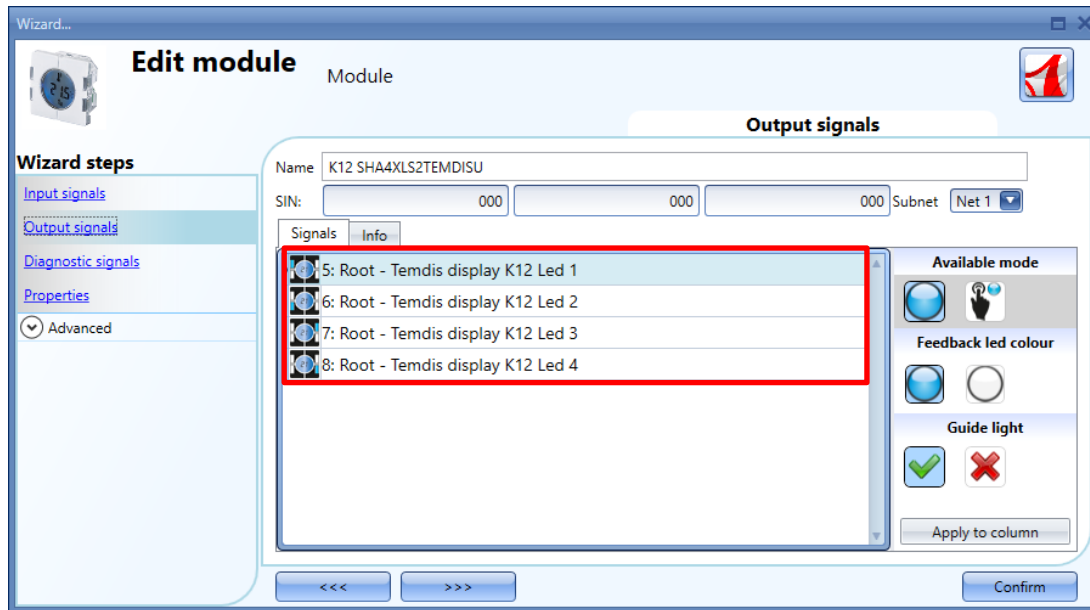 Wizard...
Edit module
Module
Output signals
Wizard steps
Input signals
Output signals
Diagnostic signals
Properties
Advanced
Name K12 SHA4XLS2TEMDISU
SIN: 000 000 000 Subnet Net 1
Signals Info
5: Root - Temdis display K12 Led 1
6: Root - Temdis display K12 Led 2
7: Root - Temdis display K12 Led 3
8: Root - Temdis display K12 Led 4
Available mode
Feedback led colour
Guide light
Apply to column
<<< >>> Confirm